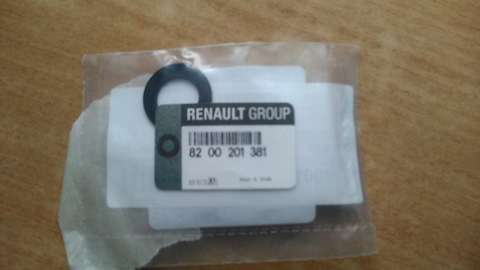 RENAULT GROUP
82 00 201 381